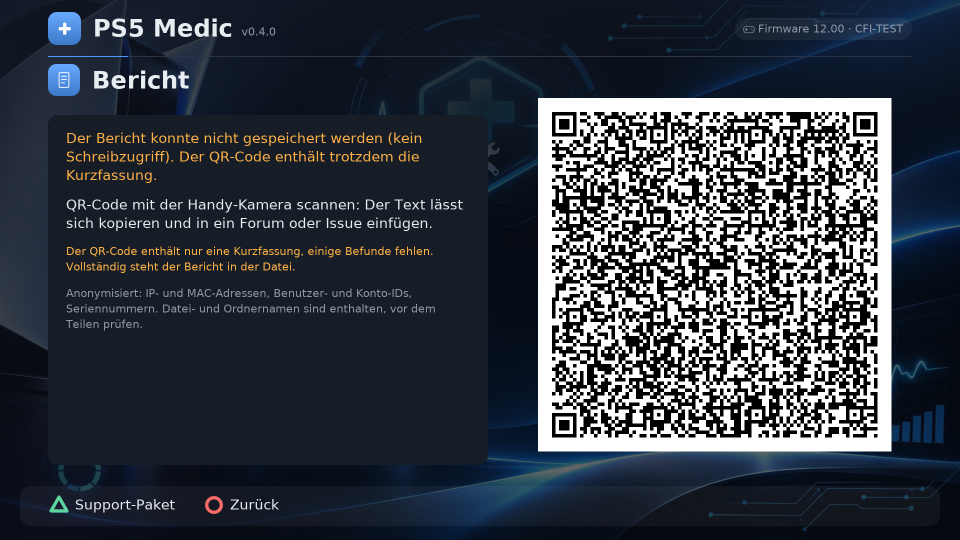 PS5 Medic v0.4.0
Firmware 12.00 · CFI-TEST
Bericht
Der Bericht konnte nicht gespeichert werden (kein
Schreibzugriff). Der QR-Code enthält trotzdem die
Kurzfassung.
QR-Code mit der Handy-Kamera scannen: Der Text lässt
sich kopieren und in ein Forum oder Issue einfügen.
Der QR-Code enthält nur eine Kurzfassung, einige Befunde fehlen.
Vollständig steht der Bericht in der Datei.
Anonymisiert: IP- und MAC-Adressen, Benutzer- und Konto-IDs,
Seriennummern. Datei- und Ordnernamen sind enthalten, vor dem
Teilen prüfen.
Support-Paket
Zurück